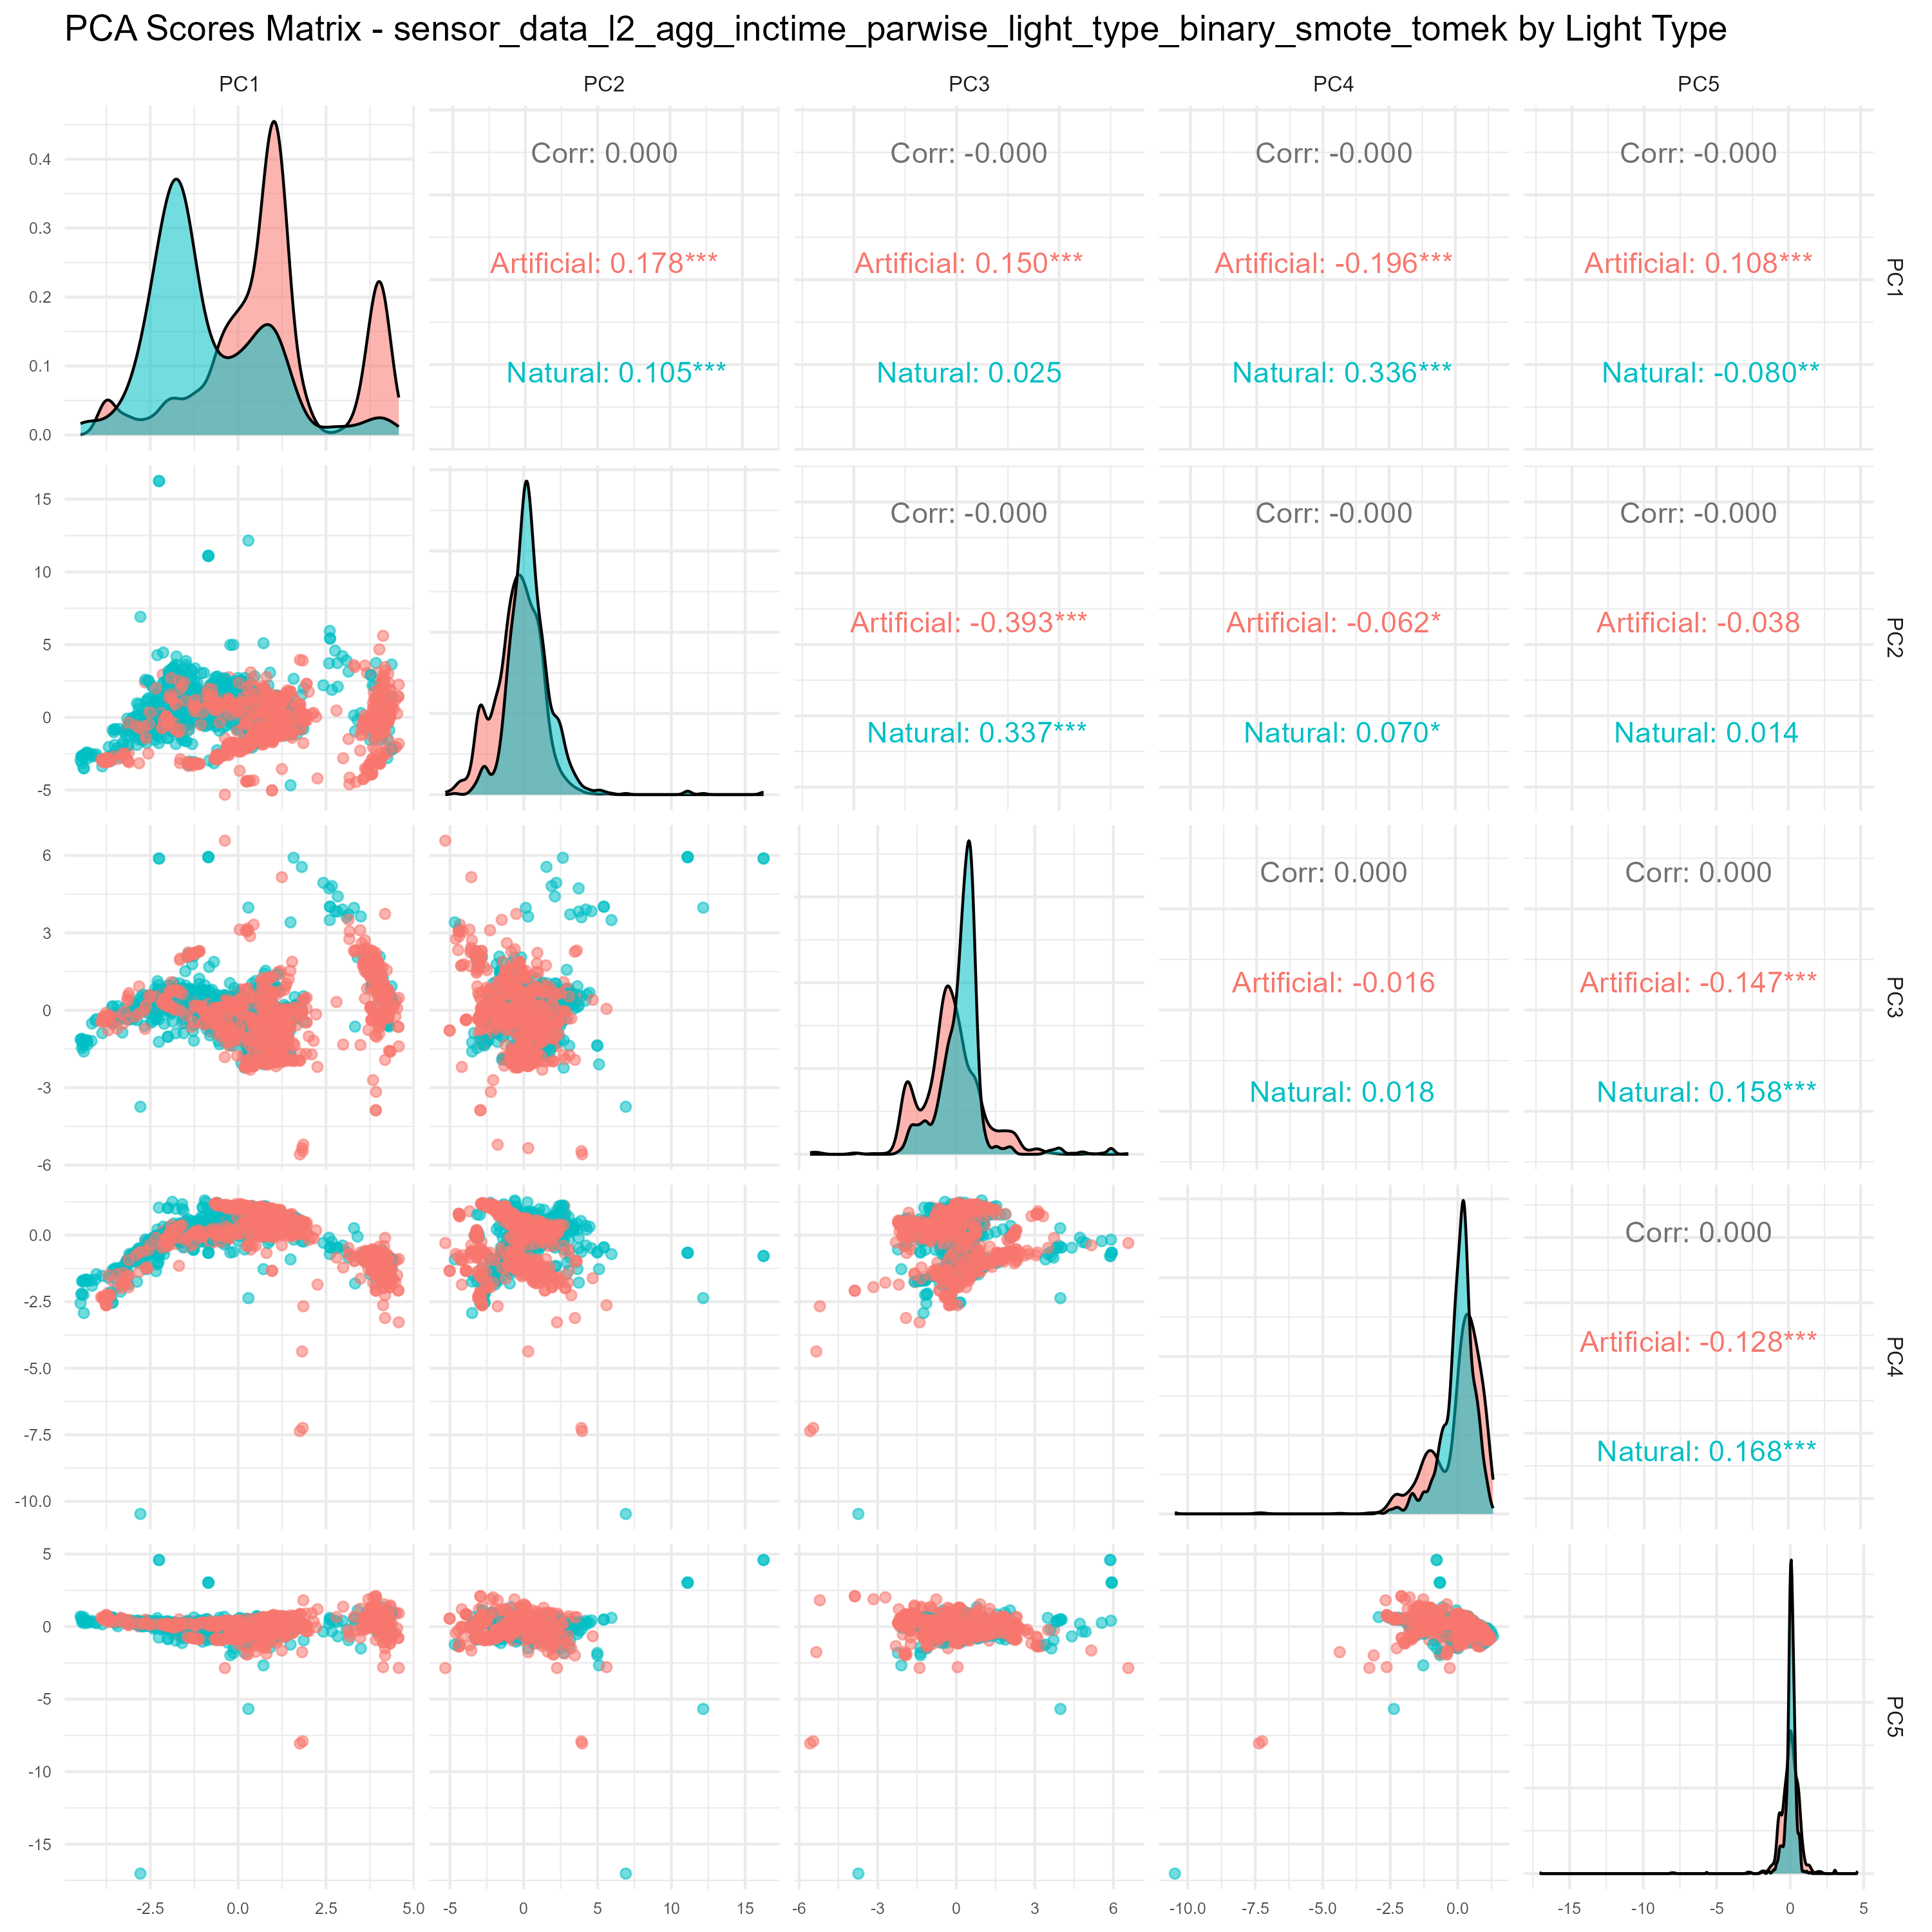 PCA Scores Matrix - sensor_data_l2_agg_inctime_parwise_light_type_binary_smote_tomek by Light Type
PC1 PC2 PC3 PC4 PC5
0.4
0.3
0.2
0.1
0.0
Corr: 0.000
Artificial: 0.178***
Natural: 0.105***
Corr: -0.000
Artificial: 0.150***
Natural: 0.025
Corr: -0.000
Artificial: -0.196***
Natural: 0.336***
Corr: -0.000
Artificial: 0.108***
Natural: -0.080**
PC1
15
10
5
0
-5
Corr: -0.000
Artificial: -0.393***
Natural: 0.337***
Corr: -0.000
Artificial: -0.062*
Natural: 0.070*
Corr: -0.000
Artificial: -0.038
Natural: 0.014
PC2
6
3
0
-3
-6
Corr: 0.000
Artificial: -0.016
Natural: 0.018
Corr: 0.000
Artificial: -0.147***
Natural: 0.158***
PC3
0.0
-2.5
-5.0
-7.5
-10.0
Corr: 0.000
Artificial: -0.128***
Natural: 0.168***
PC4
5
0
-5
-10
-15
PC5
-2.5 0.0 2.5 5.0
-5 0 5 10 15
-6 -3 0 3 6
-10.0 -7.5 -5.0 -2.5 0.0
-15 -10 -5 0 5